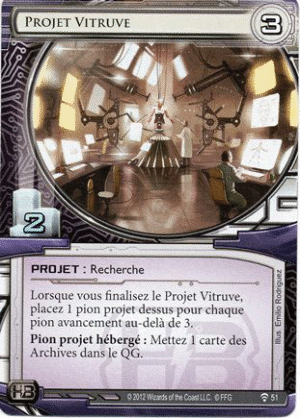 Projet Vitruve
3
2
PROJET : Recherche
Lorsque vous finalisez le Projet Vitruve,
placez 1 pion projet dessus pour chaque
pion avancement au-delà de 3.
Pion projet hébergé : Mettez 1 carte des
Archives dans le QG.
Illus. Emilio Rodriguez
HB
HB
© 2012 Wizards of the Coast LLC. © FFG
51